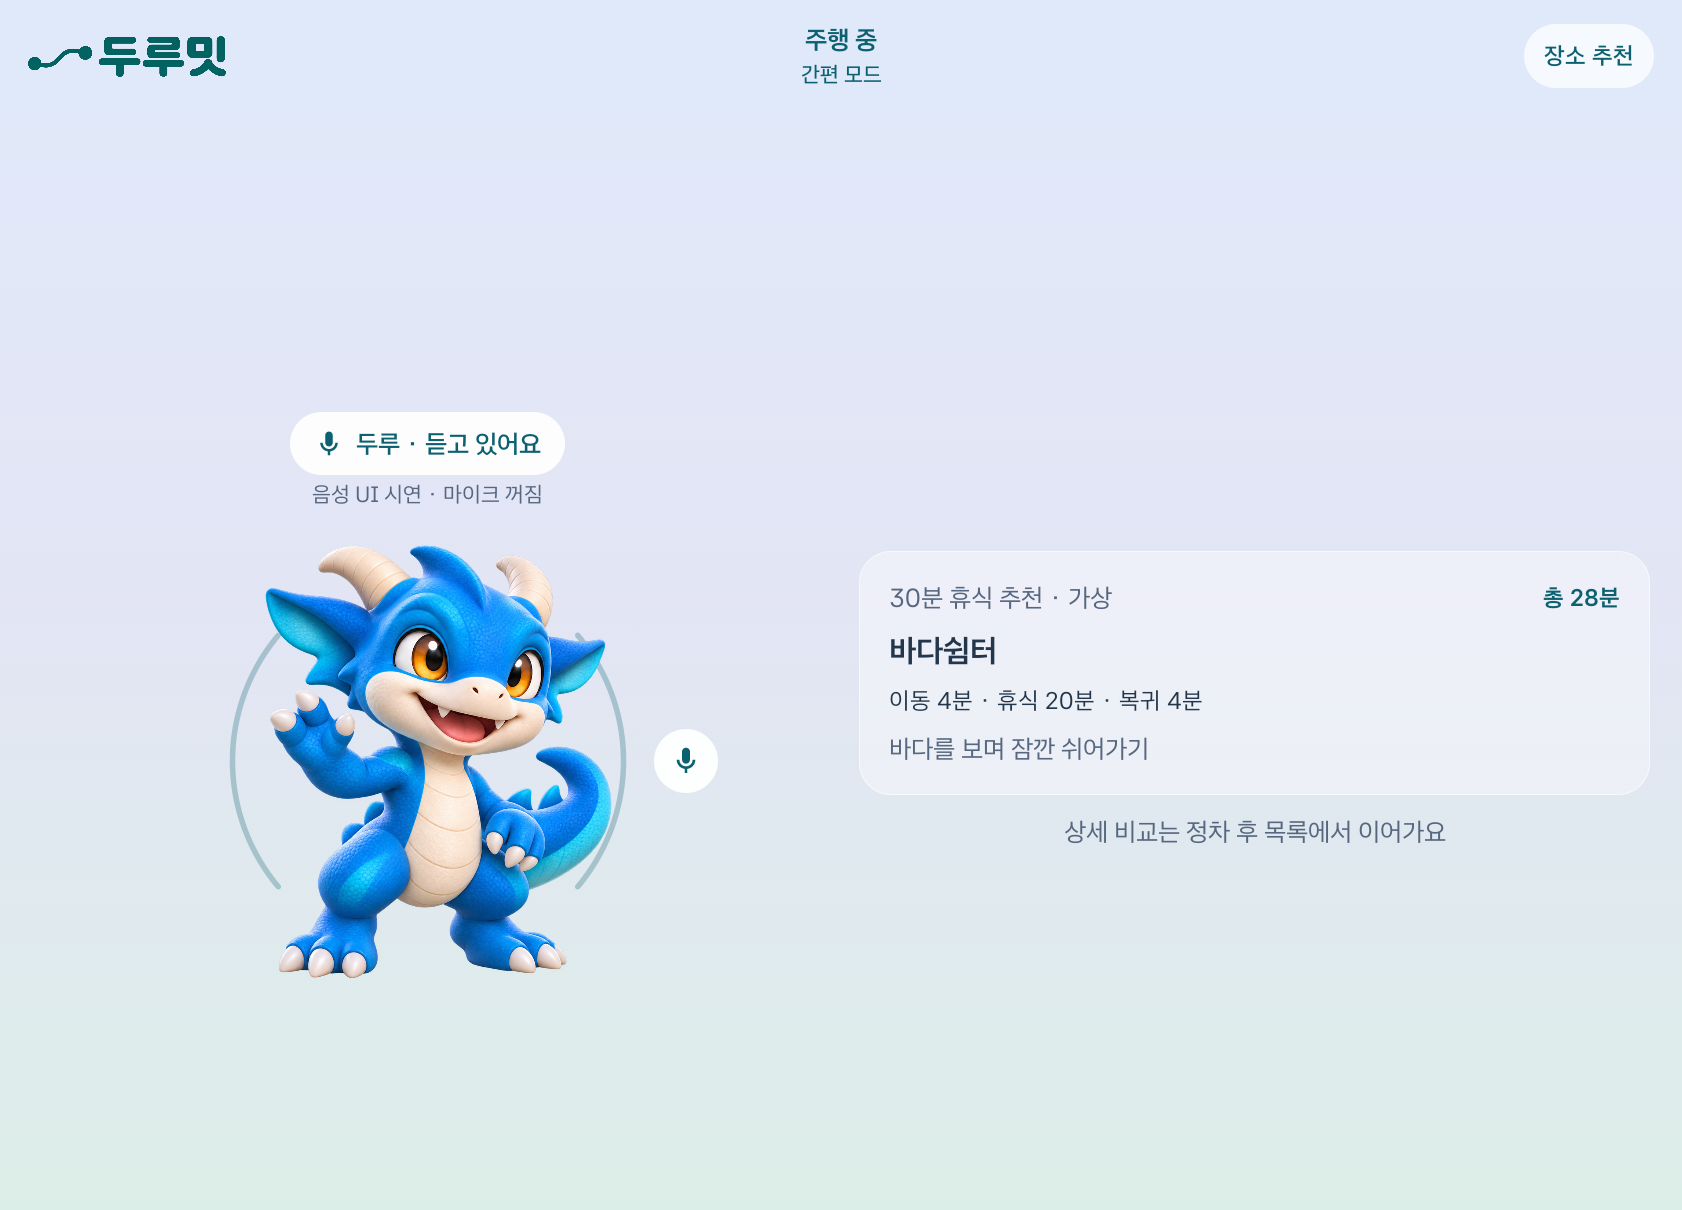 두루밋
주행 중
간편 모드
장소 추천
두루 · 듣고 있어요
음성 UI 시연 · 마이크 꺼짐
30분 휴식 추천 · 가상
총 28분
바다쉼터
이동 4분 · 휴식 20분 · 복귀 4분
바다를 보며 잠깐 쉬어가기
상세 비교는 정차 후 목록에서 이어가요